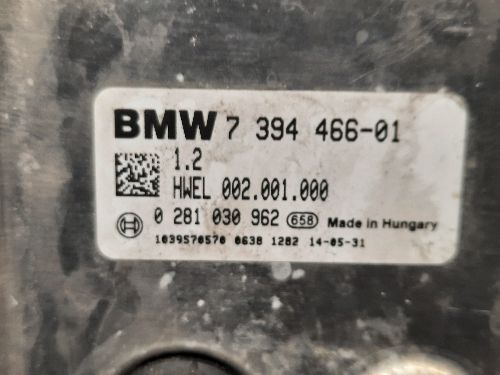 BMW 7 394 466-01
1.2
HWEL 002.001.000
0 281 030 962 658 Made in Hungary
1039570570 0638 1282 14-05-31